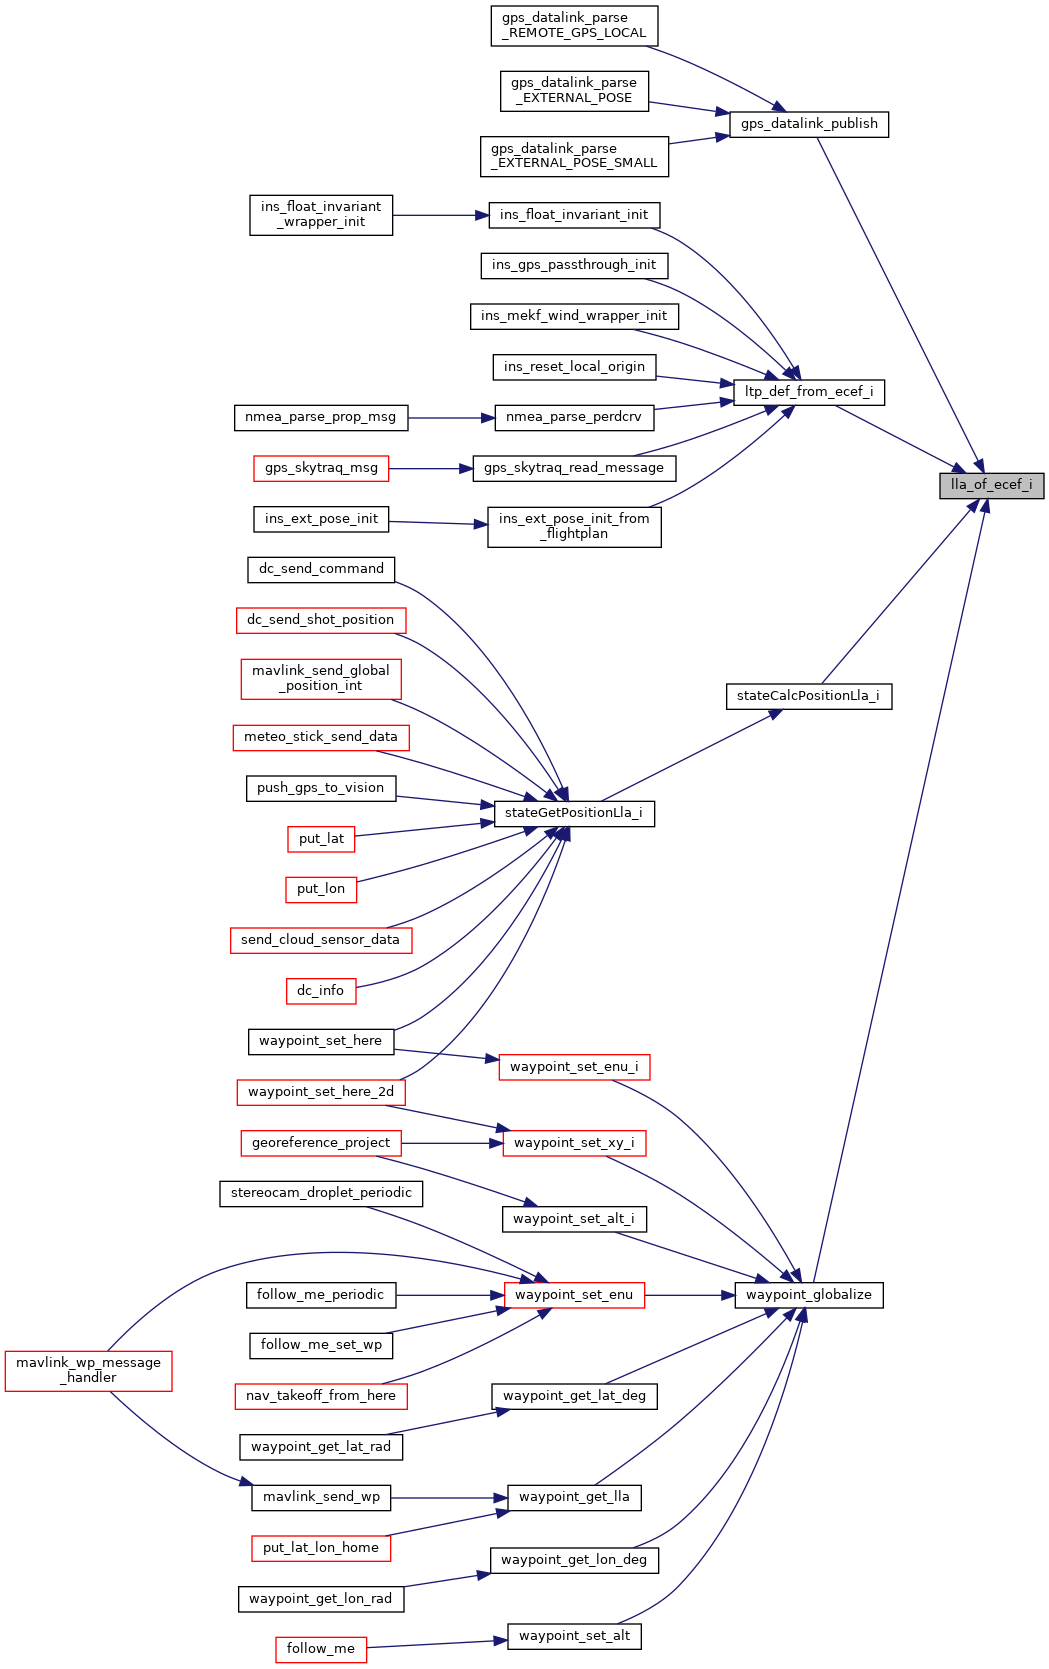 gps_datalink_parse
_REMOTE_GPS_LOCAL
gps_datalink_parse
_EXTERNAL_POSE
gps_datalink_publish
gps_datalink_parse
_EXTERNAL_POSE_SMALL
ins_float_invariant
_wrapper_init
ins_float_invariant_init
ins_gps_passthrough_init
ins_mekf_wind_wrapper_init
ins_reset_local_origin
ltp_def_from_ecef_i
nmea_parse_prop_msg
nmea_parse_perdcrv
gps_skytraq_msg
gps_skytraq_read_message
lla_of_ecef_i
ins_ext_pose_init
ins_ext_pose_init_from
_flightplan
dc_send_command
dc_send_shot_position
mavlink_send_global
_position_int
stateCalcPositionLla_i
meteo_stick_send_data
push_gps_to_vision
stateGetPositionLla_i
put_lat
put_lon
send_cloud_sensor_data
dc_info
waypoint_set_here
waypoint_set_enu_i
waypoint_set_here_2d
georeference_project
waypoint_set_xy_i
stereocam_droplet_periodic
waypoint_set_alt_i
follow_me_periodic
waypoint_set_enu
waypoint_globalize
follow_me_set_wp
mavlink_wp_message
_handler
nav_takeoff_from_here
waypoint_get_lat_deg
waypoint_get_lat_rad
mavlink_send_wp
waypoint_get_lla
put_lat_lon_home
waypoint_get_lon_deg
waypoint_get_lon_rad
waypoint_set_alt
follow_me